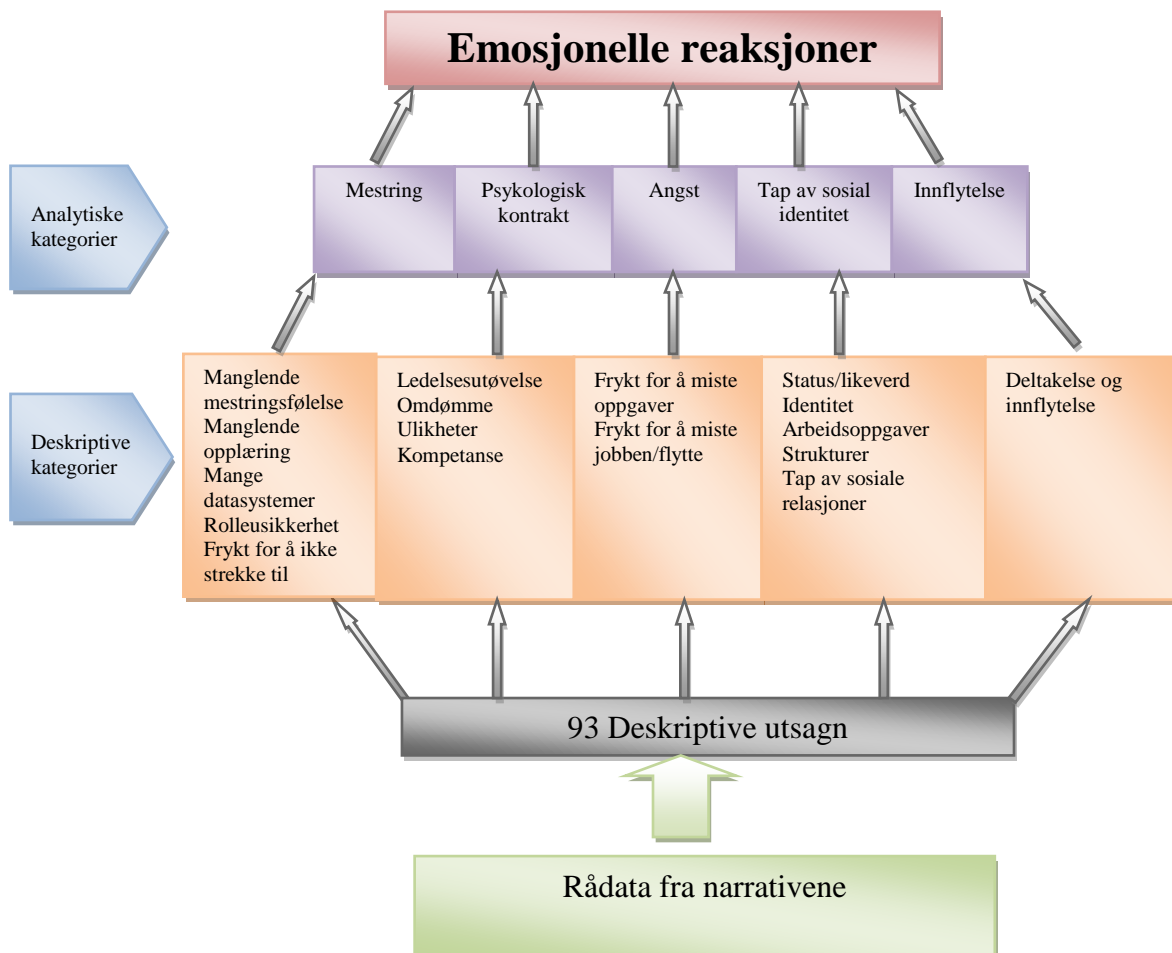 Emosjonelle reaksjoner
Analytiske
kategorier
Mestring
Psykologisk
kontrakt
Angst
Tap av sosial
identitet
Innflytelse
Deskriptive
kategorier
Manglende
mestringsfølelse
Manglende
opplæring
Mange
datasystemer
Rolleusikkerhet
Frykt for å ikke
strekke til
Ledelsesutøvelse
Omdømme
Ulikheter
Kompetanse
Frykt for å miste
oppgaver
Frykt for å miste
jobben/flytte
Status/likeverd
Identitet
Arbeidsoppgaver
Strukturer
Tap av sosiale
relasjoner
Deltakelse og
innflytelse
93 Deskriptive utsagn
Rådata fra narrativene